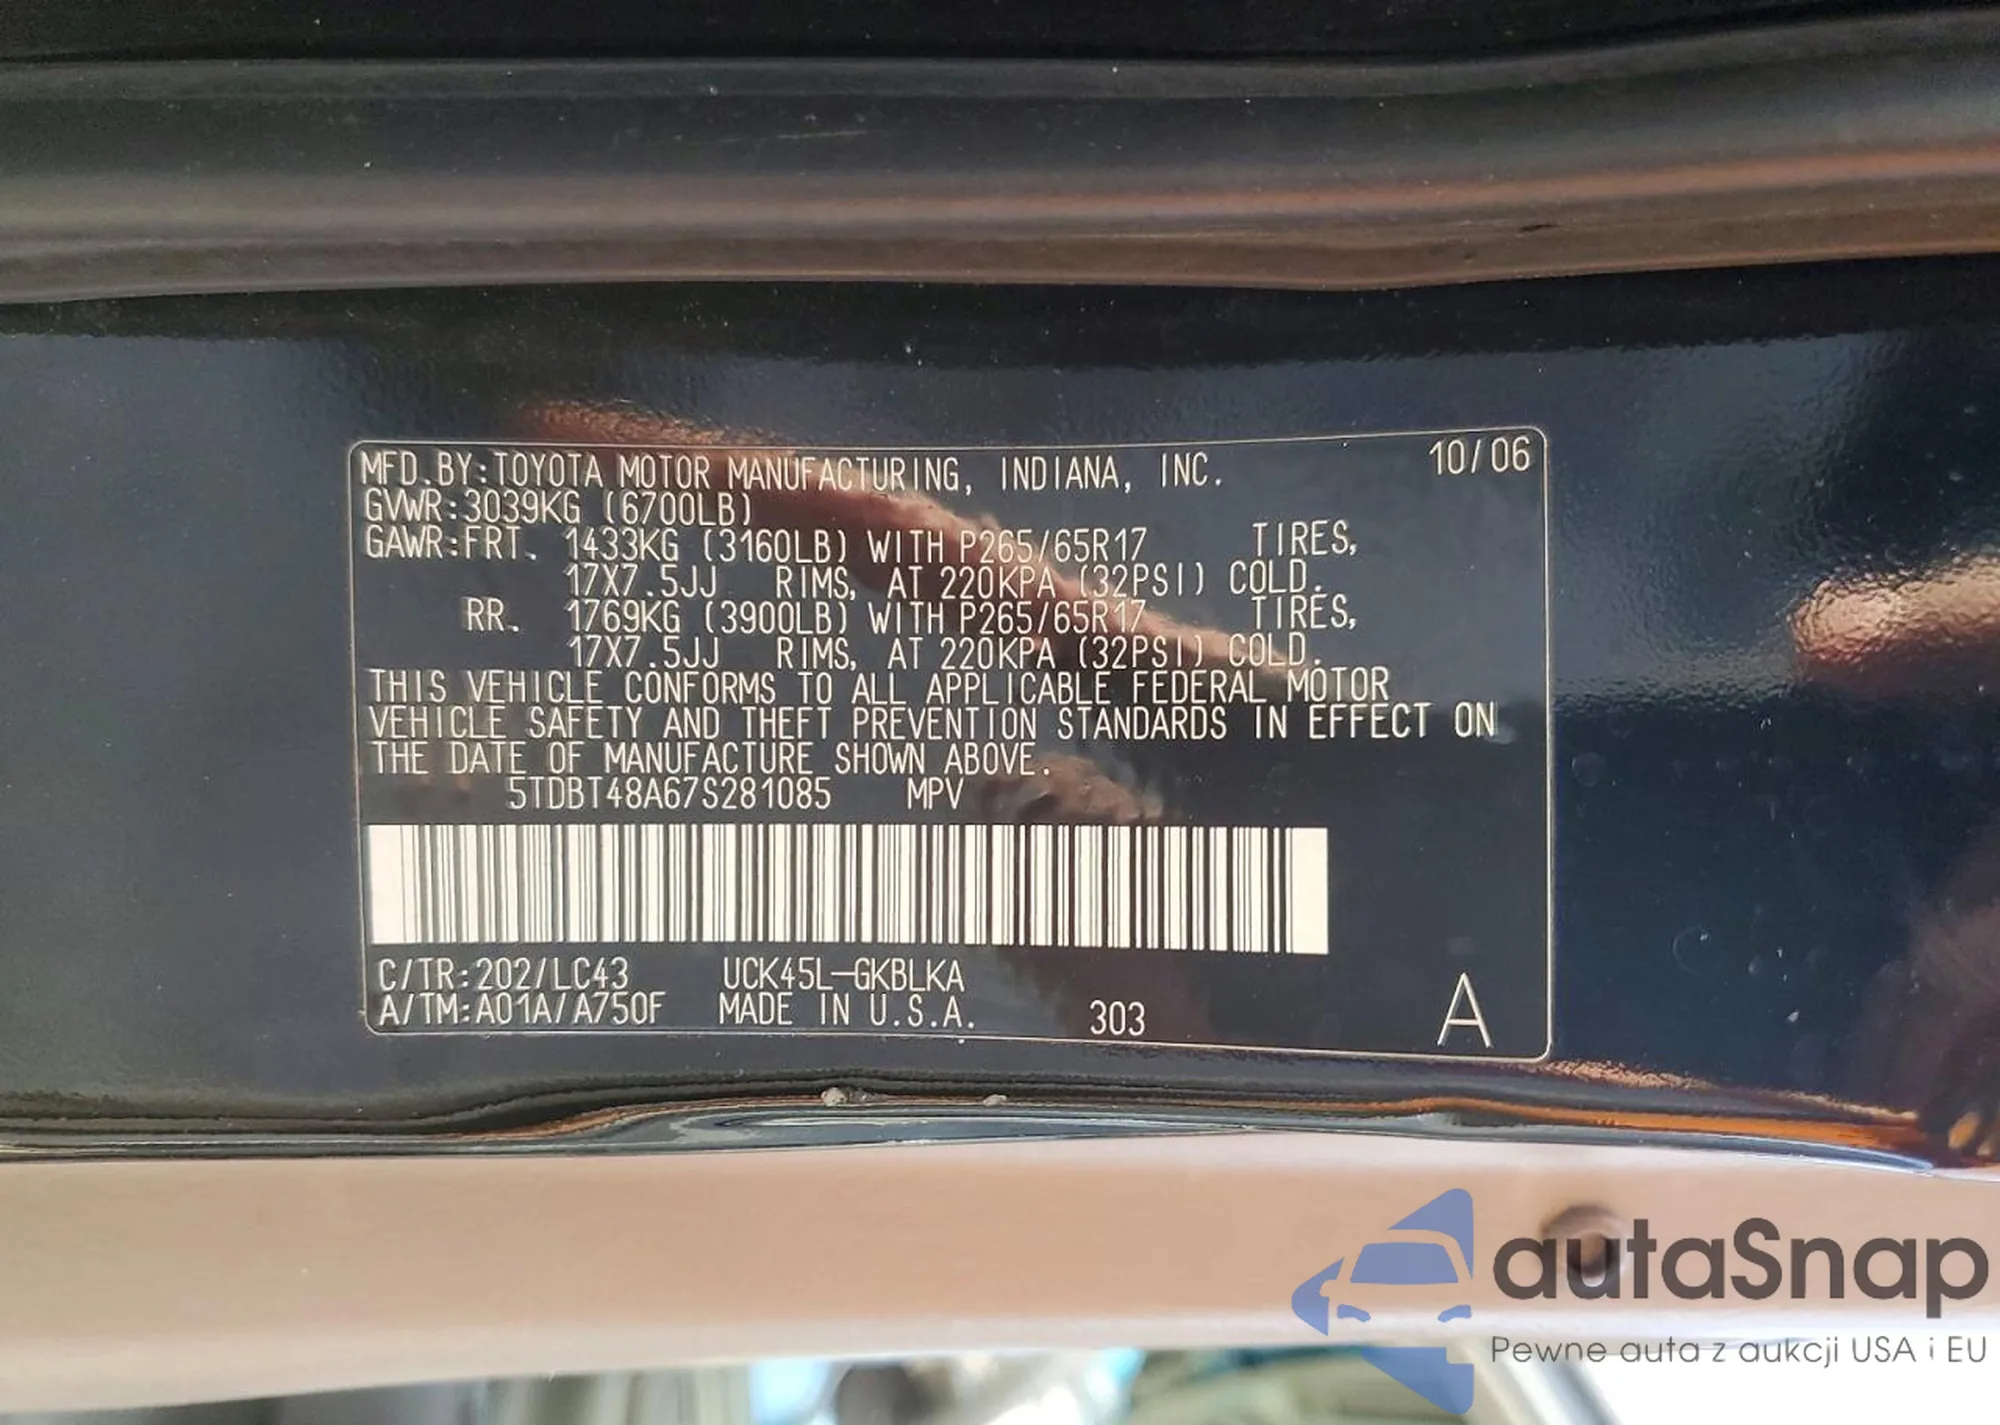 MFD.BY:TOYOTA MOTOR MANUFACTURING, INDIANA, INC. 10/06
GVWR:3039KG (6700LB)
GAWR:FRT. 1433KG (3160LB) WITH P265/65R17 TIRES,
17X7.5JJ RIMS, AT 220KPA (32PSI) COLD.
RR. 1769KG (3900LB) WITH P265/65R17 TIRES,
17X7.5JJ RIMS, AT 220KPA (32PSI) COLD.
THIS VEHICLE CONFORMS TO ALL APPLICABLE FEDERAL MOTOR
VEHICLE SAFETY AND THEFT PREVENTION STANDARDS IN EFFECT ON
THE DATE OF MANUFACTURE SHOWN ABOVE.
5TDBT48A67S281085 MPV
C/TR:202/LC43 UCK45L-GKBLKA
A/TM:A01A/A750F MADE IN U.S.A. 303 A
autaSnap
Pewne auta z aukcji USA i EU